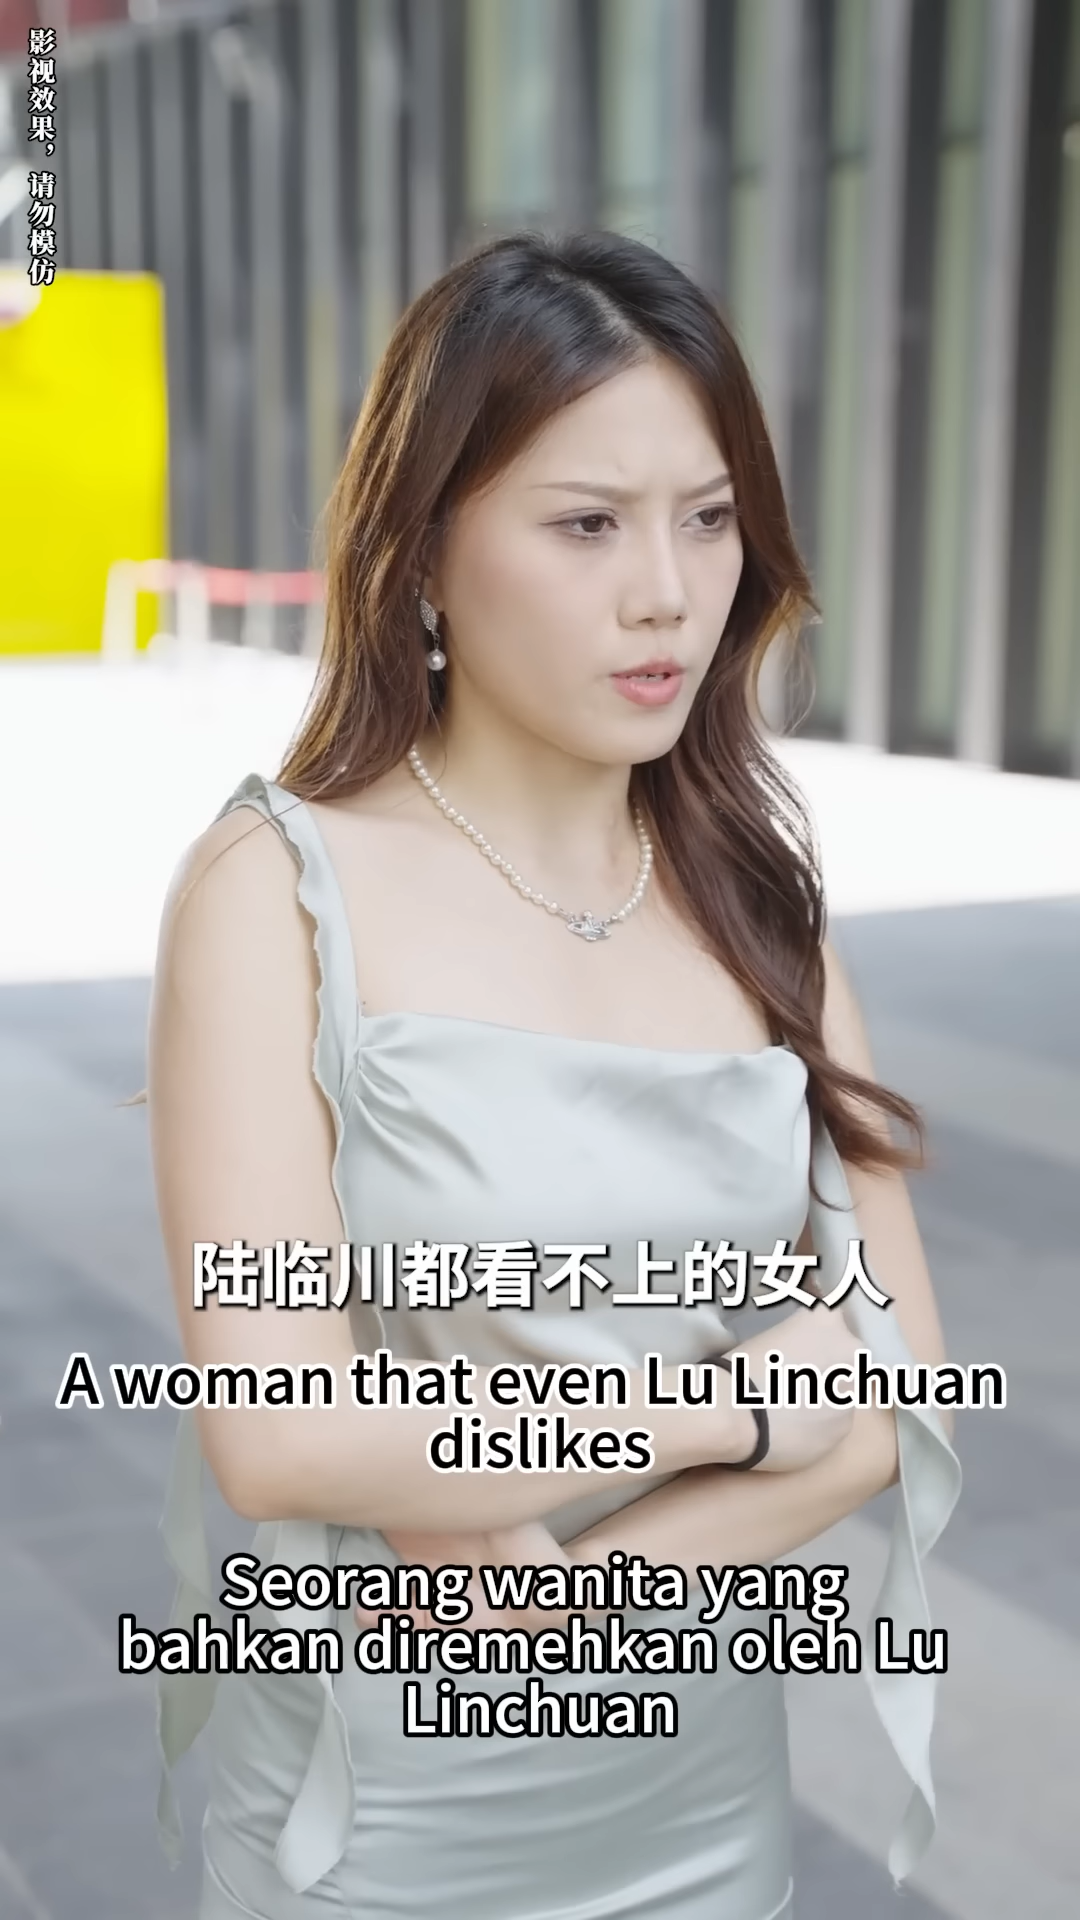 影视效果，请勿模仿
陆临川都看不上的女人
A woman that even Lu Linchuan
dislikes
Seorang wanita yang
bahkan diremehkan oleh Lu
Linchuan